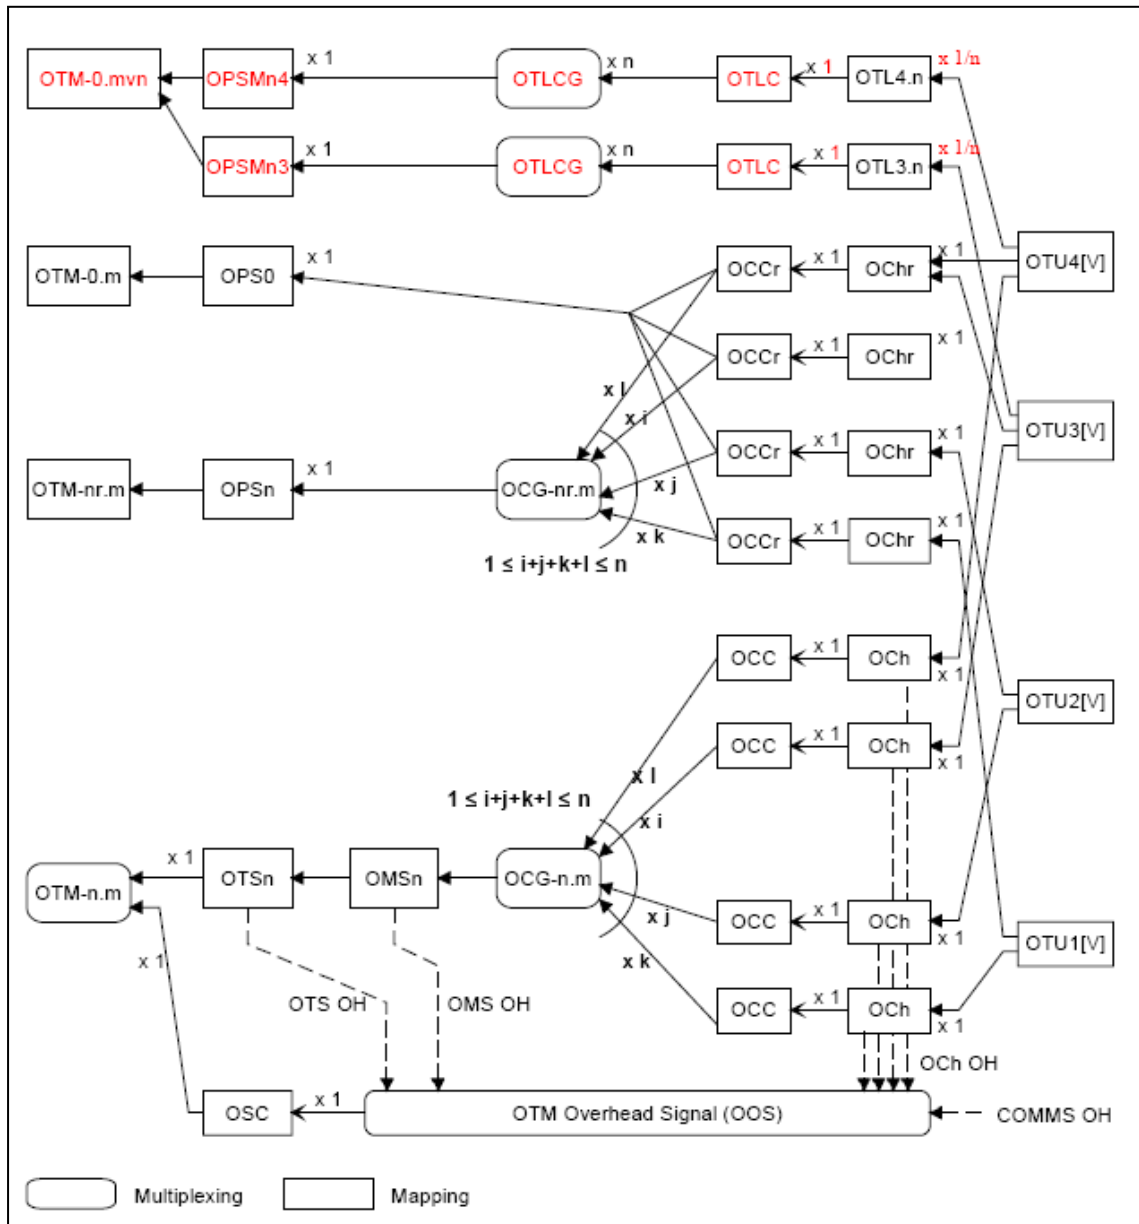 x 1 x n x 1 x 1/n
OTM-0.mvn OPSMn4 OTLCG OTLC OTL4.n
x 1 x n x 1 x 1/n
OPSMn3 OTLCG OTLC OTL3.n
x 1 x 1 x 1
OTM-0.m OPS0 OCCr OChr OTU4[V]
x 1 x 1
OCCr OChr
x l
x i
OTU3[V]
x 1 x 1 x 1
OCCr OChr
OTM-nr.m OPSn OCG-nr.m x j
x 1 x 1
x k OCCr OChr
1 ≤ i+j+k+l ≤ n
x 1
OCC OCh
x 1
OTU2[V]
x 1
OCC OCh
x 1
x l
1 ≤ i+j+k+l ≤ n
x i
x 1
OTM-n.m OTSn OMSn OCG-n.m
x 1
x j OCC OCh
x 1
OTU1[V]
x 1
x k
x 1
OCC OCh
x 1
OTS OH OMS OH
OCh OH
x 1
OSC OTM Overhead Signal (OOS) COMMS OH
Multiplexing Mapping